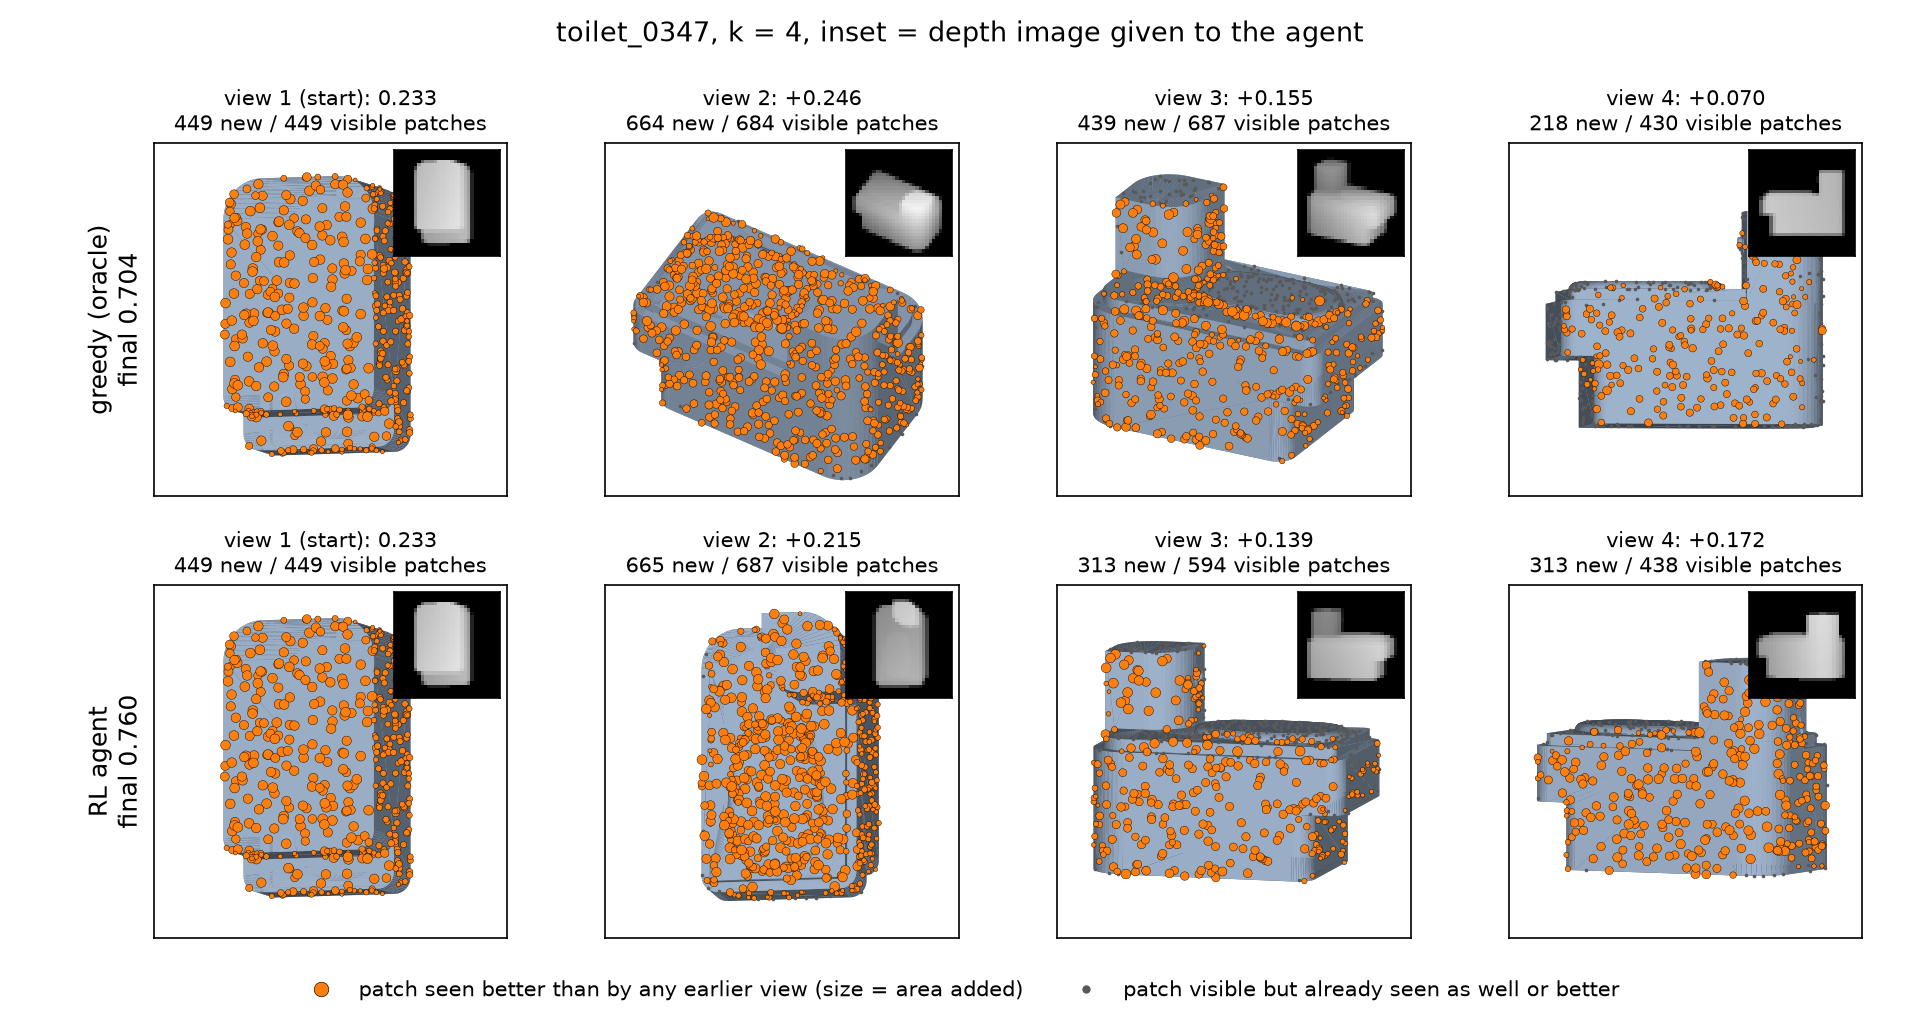 toilet_0347, k = 4, inset = depth image given to the agent
greedy (oracle)
final 0.704
view 1 (start): 0.233
449 new / 449 visible patches
view 2: +0.246
664 new / 684 visible patches
view 3: +0.155
439 new / 687 visible patches
view 4: +0.070
218 new / 430 visible patches
RL agent
final 0.760
view 1 (start): 0.233
449 new / 449 visible patches
view 2: +0.215
665 new / 687 visible patches
view 3: +0.139
313 new / 594 visible patches
view 4: +0.172
313 new / 438 visible patches
patch seen better than by any earlier view (size = area added)
patch visible but already seen as well or better